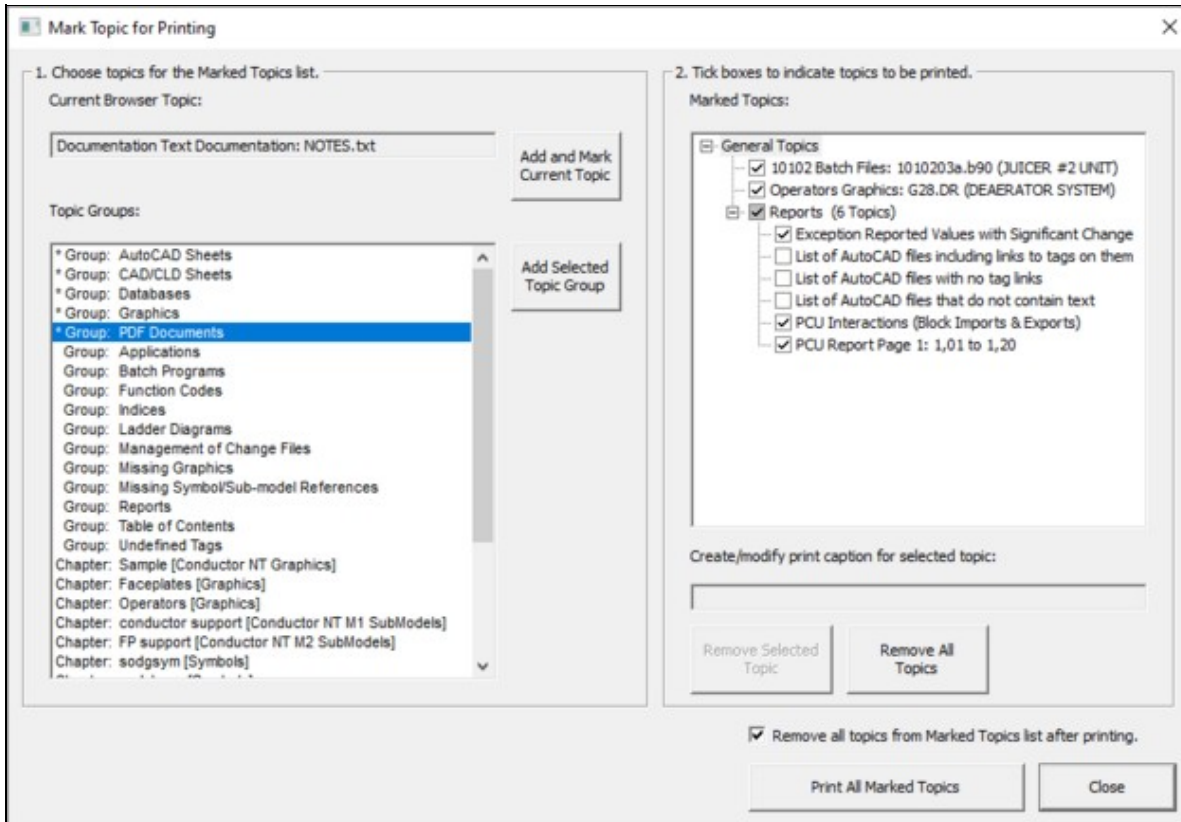 Mark Topic for Printing
1. Choose topics for the Marked Topics list.
Current Browser Topic:
Documentation Text Documentation: NOTES.txt
Add and Mark
Current Topic
Topic Groups:
* Group: AutoCAD Sheets
* Group: CAD/CLD Sheets
* Group: Databases
* Group: Graphics
* Group: PDF Documents
Group: Applications
Group: Batch Programs
Group: Function Codes
Group: Indices
Group: Ladder Diagrams
Group: Management of Change Files
Group: Missing Graphics
Group: Missing Symbol/Sub-model References
Group: Reports
Group: Table of Contents
Group: Undefined Tags
Chapter: Sample [Conductor NT Graphics]
Chapter: Faceplates [Graphics]
Chapter: Operators [Graphics]
Chapter: conductor support [Conductor NT M1 SubModels]
Chapter: FP support [Conductor NT M2 SubModels]
Chapter: sodgsym [Symbols]
Add Selected
Topic Group
2. Tick boxes to indicate topics to be printed.
Marked Topics:
General Topics
10102 Batch Files: 1010203a.b90 (JUICER #2 UNIT)
Operators Graphics: G28.DR (DEAERATOR SYSTEM)
Reports (6 Topics)
Exception Reported Values with Significant Change
List of AutoCAD files including links to tags on them
List of AutoCAD files with no tag links
List of AutoCAD files that do not contain text
PCU Interactions (Block Imports & Exports)
PCU Report Page 1: 1,01 to 1,20
Create/modify print caption for selected topic:
Remove Selected
Topic
Remove All
Topics
Remove all topics from Marked Topics list after printing.
Print All Marked Topics
Close